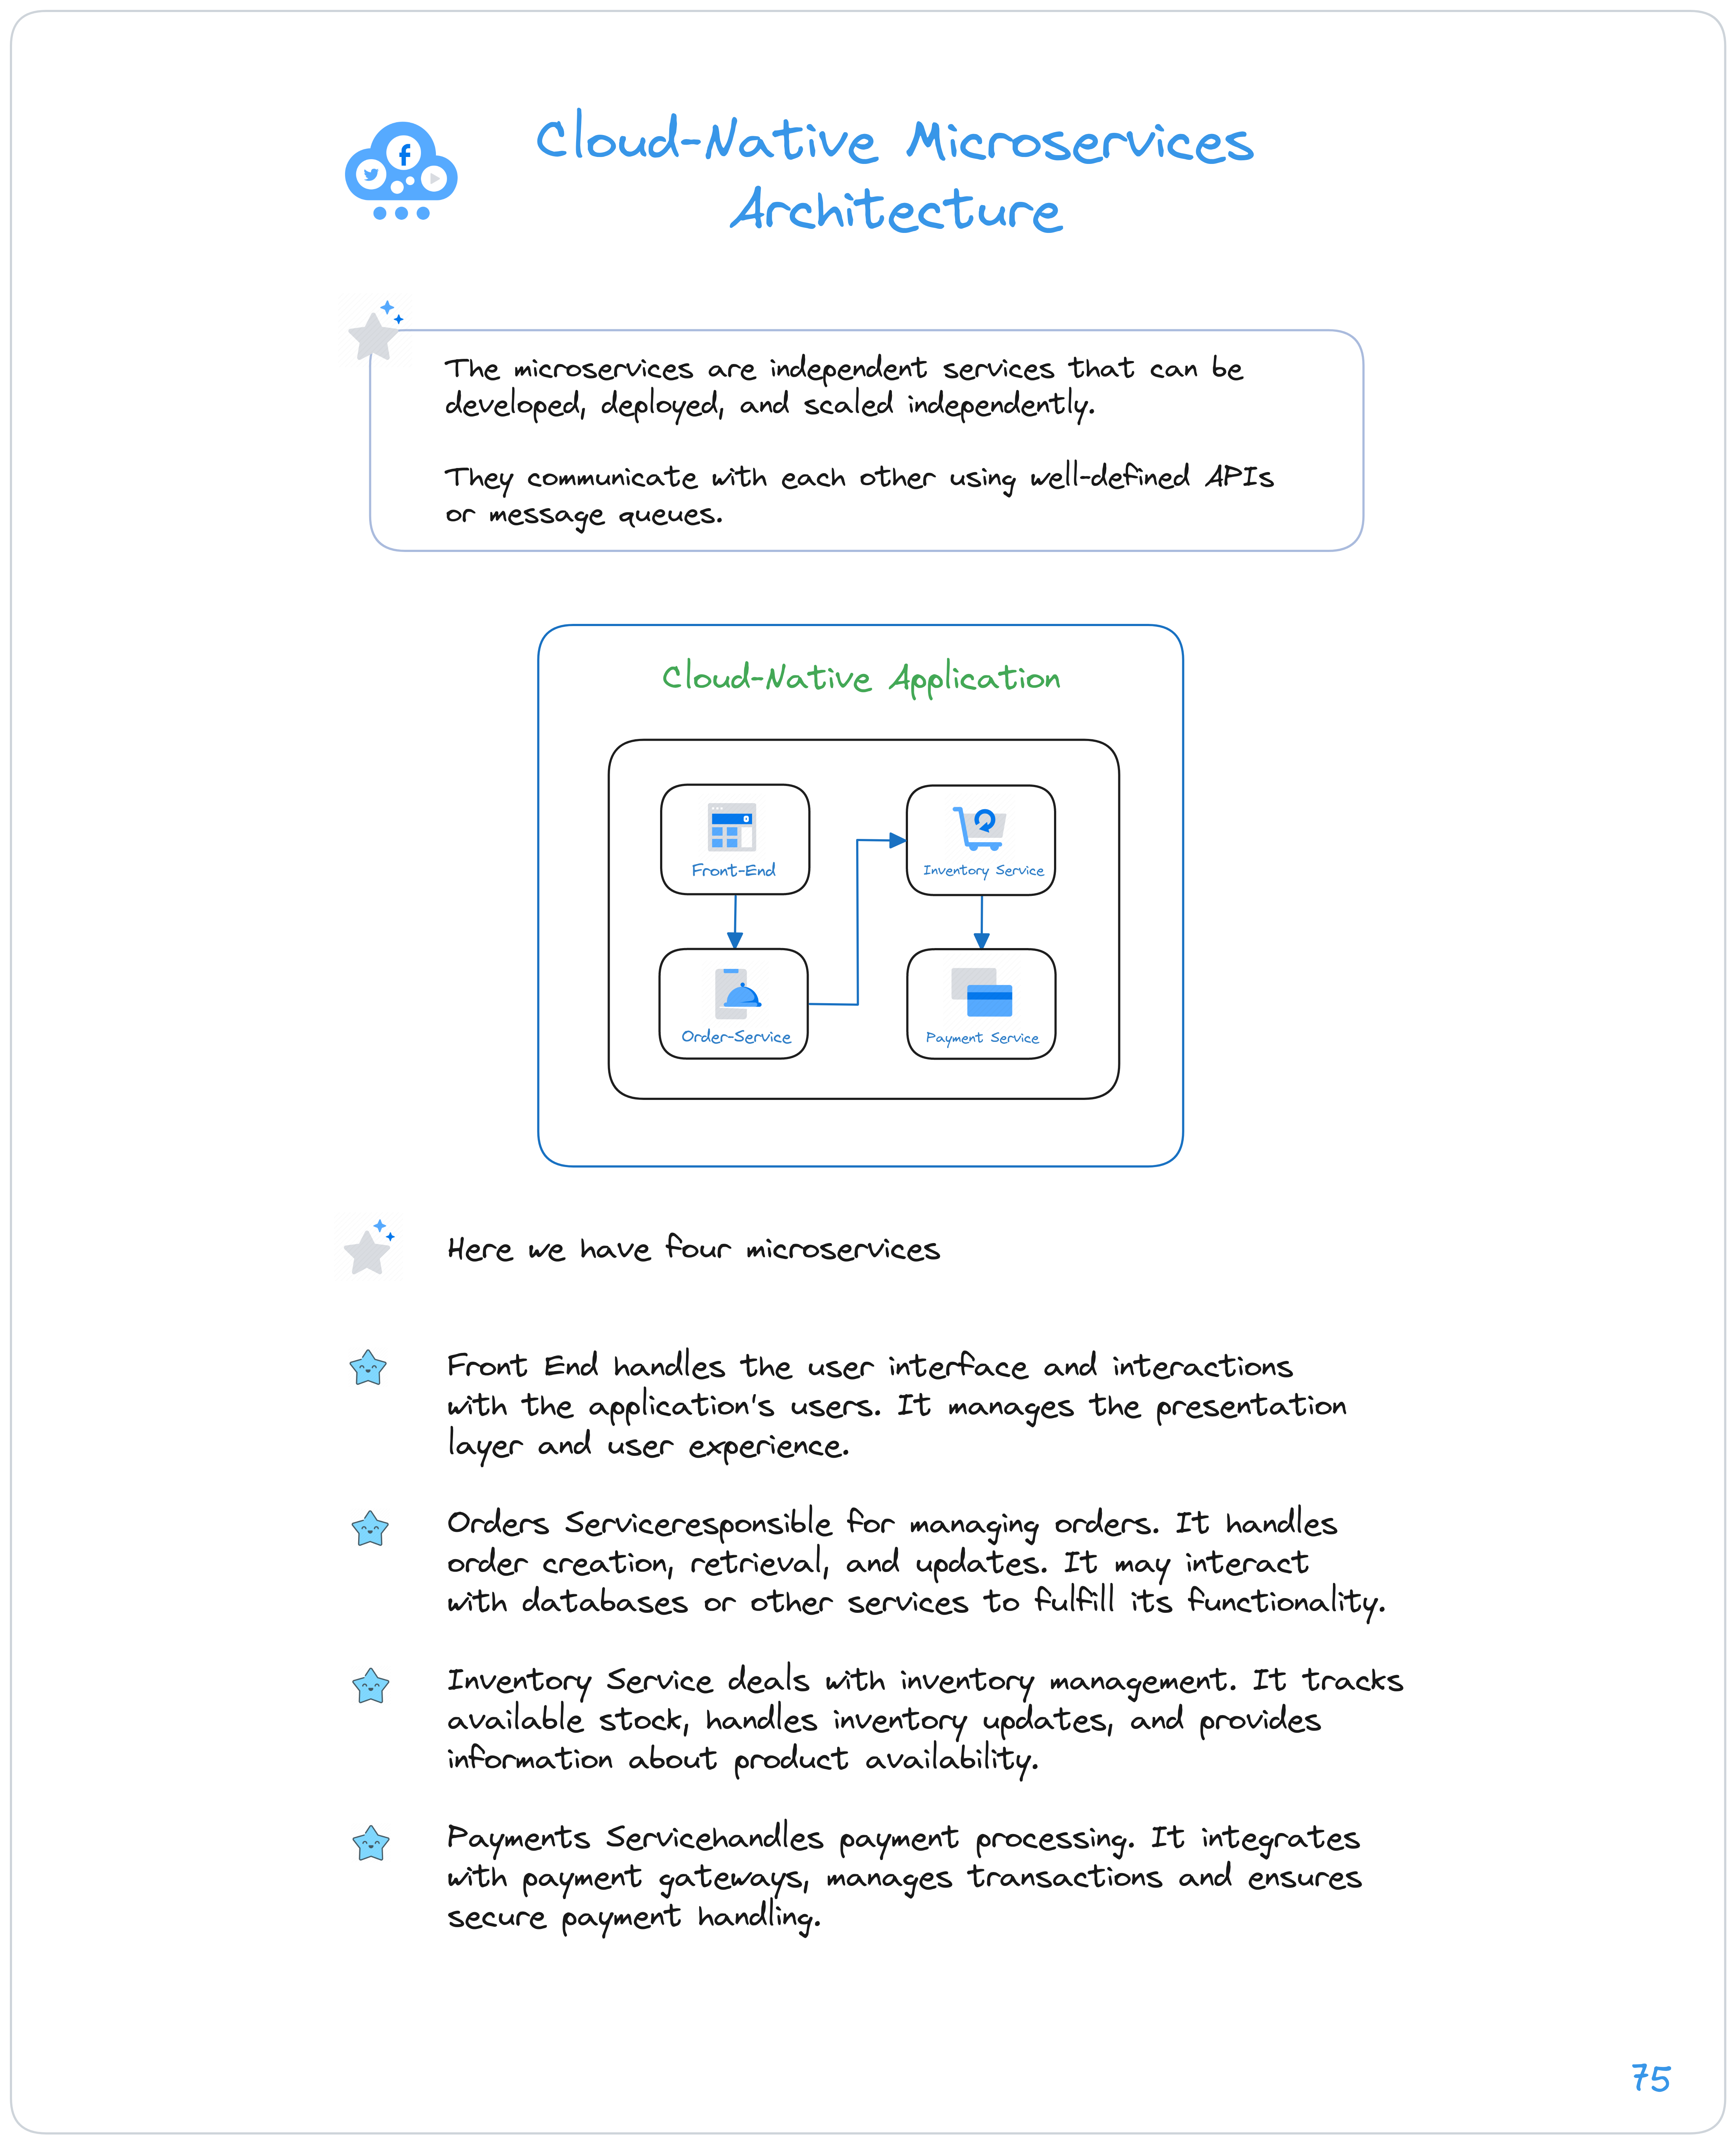 Cloud-Native Microservices
Architecture
The microservices are independent services that can be
developed, deployed, and scaled independently.
They communicate with each other using well-defined APIs
or message queues.
Cloud-Native Application
Front-End
Inventory Service
Order-Service
Payment Service
Here we have four microservices
Front End handles the user interface and interactions
with the application's users. It manages the presentation
layer and user experience.
Orders Serviceresponsible for managing orders. It handles
order creation, retrieval, and updates. It may interact
with databases or other services to fulfill its functionality.
Inventory Service deals with inventory management. It tracks
available stock, handles inventory updates, and provides
information about product availability.
Payments Servicehandles payment processing. It integrates
with payment gateways, manages transactions and ensures
secure payment handling.
75